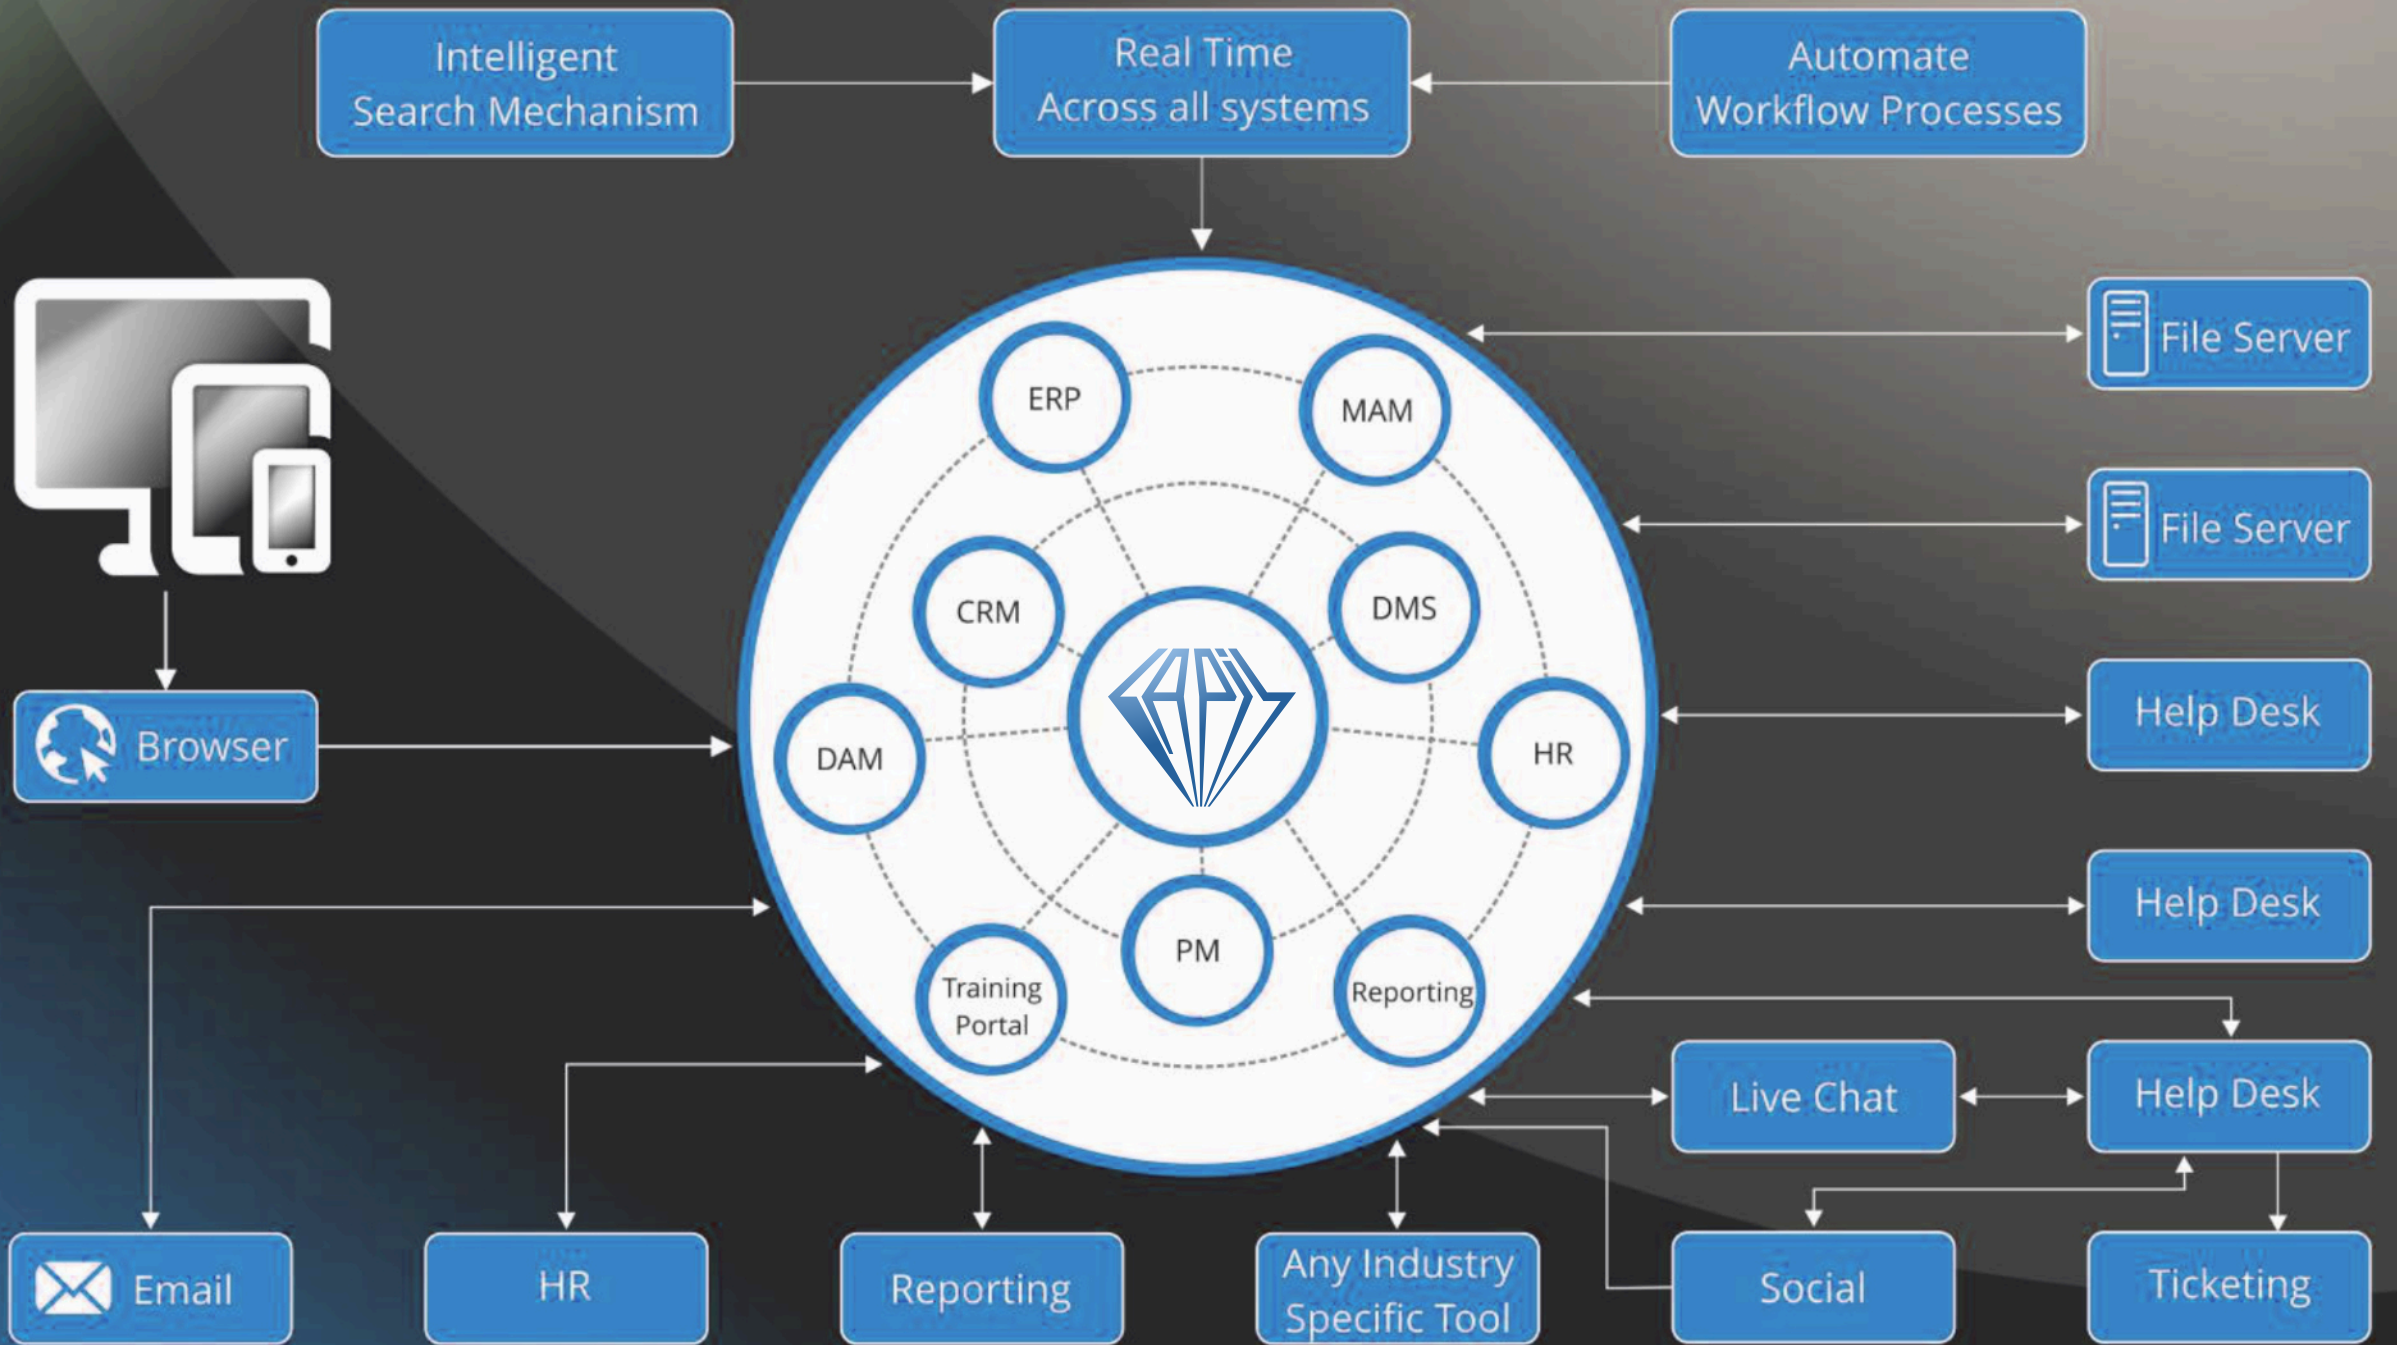 Intelligent
Search Mechanism
Real Time
Across all systems
Automate
Workflow Processes
File Server
File Server
Help Desk
Help Desk
Help Desk
Live Chat
Browser
ERP
MAM
CRM
DMS
API
DAM
HR
PM
Training
Portal
Reporting
Email
HR
Reporting
Any Industry
Specific Tool
Social
Ticketing